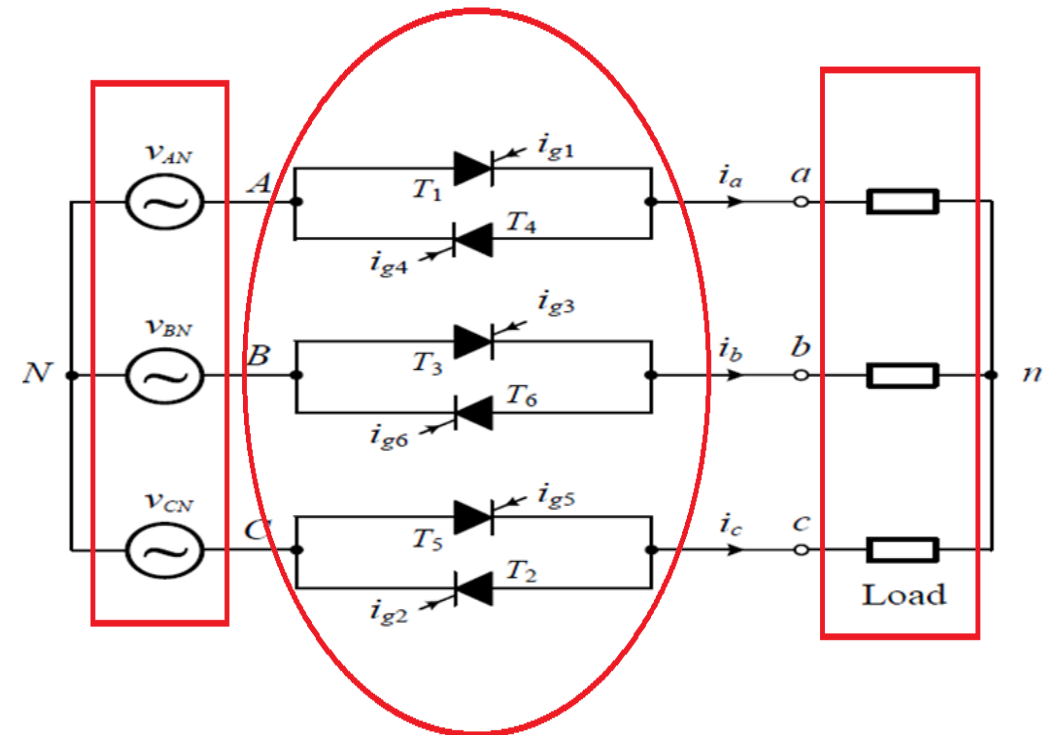 v_AN
A
T_1
i_g1
T_4
i_g4
i_a
a
v_BN
N
B
T_3
i_g3
T_6
i_g6
i_b
b
n
v_CN
C
T_5
i_g5
T_2
i_g2
i_c
c
Load